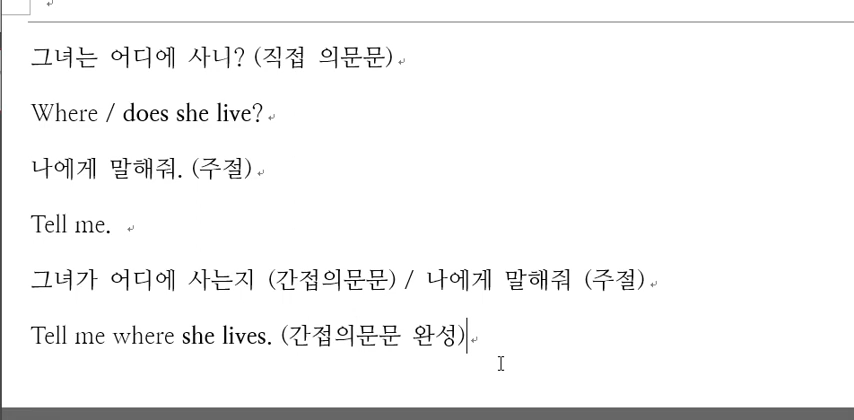 그녀는 어디에 사니? (직접 의문문)
Where / does she live?
나에게 말해줘. (주절)
Tell me.
그녀가 어디에 사는지 (간접의문문) / 나에게 말해줘 (주절)
Tell me where she lives. (간접의문문 완성)